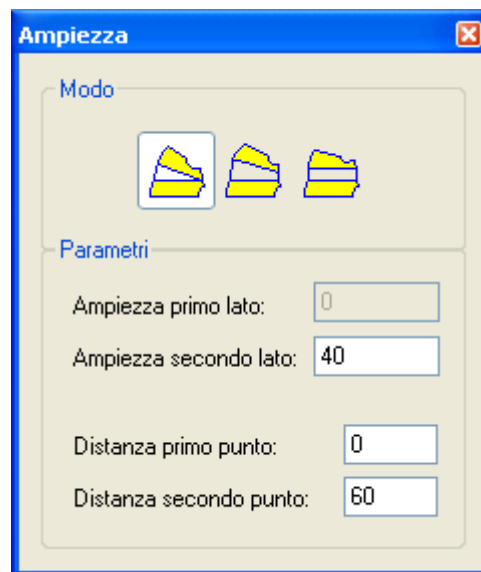 Ampiezza
Modo
Parametri
Ampiezza primo lato: 0
Ampiezza secondo lato: 40
Distanza primo punto: 0
Distanza secondo punto: 60